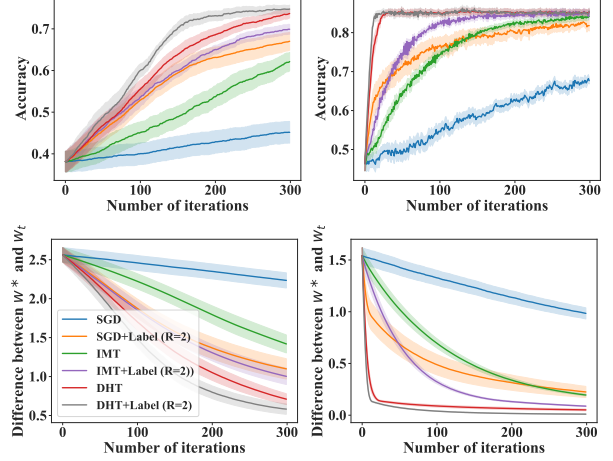 Accuracy
0.7
0.6
0.5
0.4
0
100
200
300
Number of iterations
Accuracy
0.8
0.7
0.6
0.5
0
100
200
300
Number of iterations
Difference between w* and wₜ
2.5
2.0
1.5
1.0
0.5
0
100
200
300
Number of iterations
SGD
SGD+Label (R=2)
IMT
IMT+Label (R=2))
DHT
DHT+Label (R=2)
Difference between w* and wₜ
1.5
1.0
0.5
0.0
0
100
200
300
Number of iterations